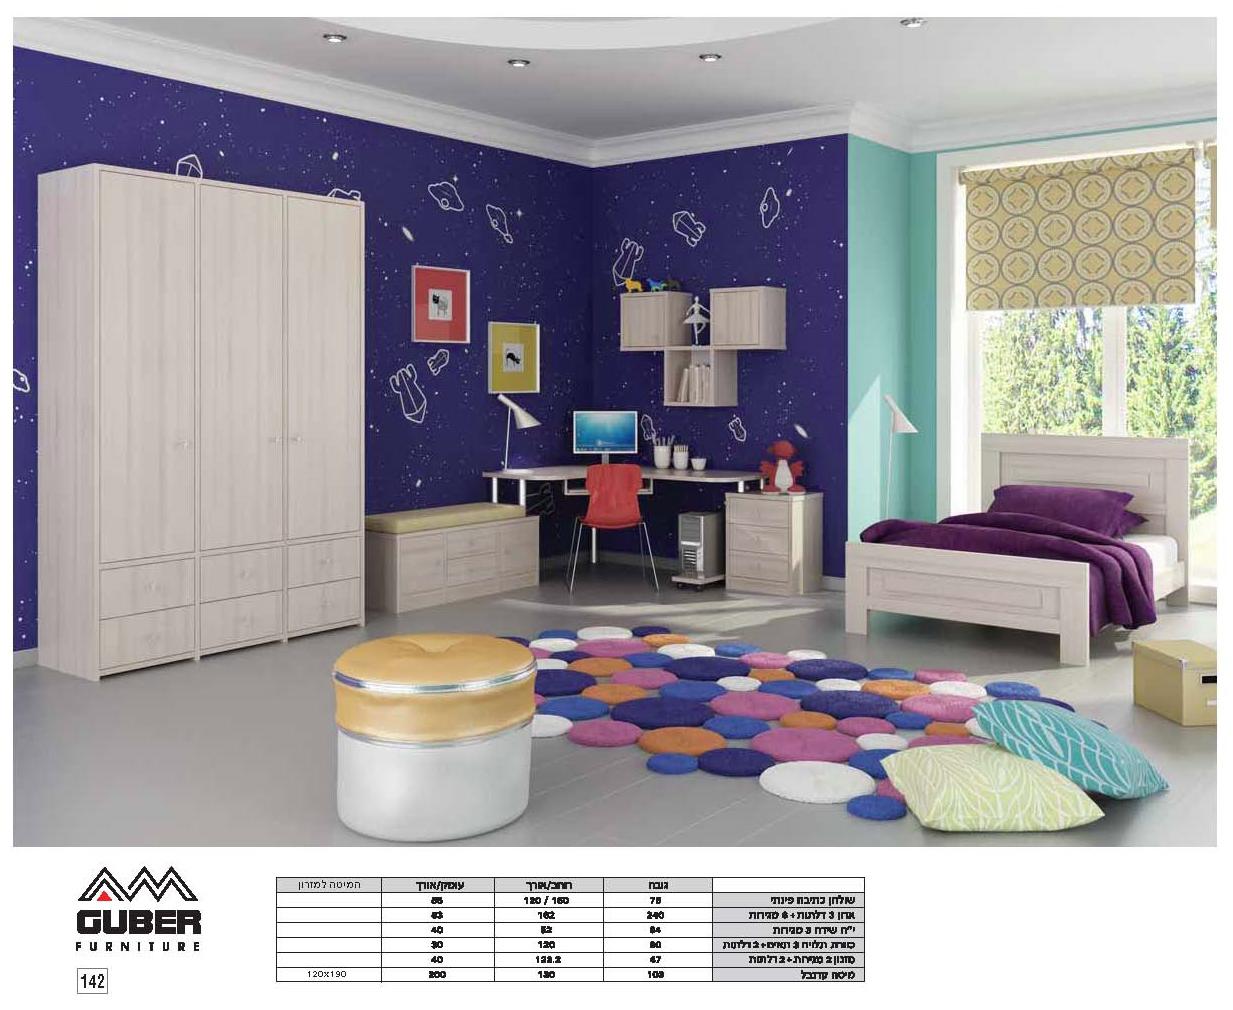 GUBER
FURNITURE
142
גובה רוחב/אורך עומק/אורך המיטה למזרון
שולחן כתיבה פינתי 75 120 / 160 55
ארון 3 דלתות + 6 מגירות 240 162 53
י"ח שידה 3 מגירות 64 52 40
כוורת תלויה 3 תאים + 2 דלתות 80 120 30
מזנון 2 מגירות + 2 דלתות 47 123.2 40
מיטה קרנבל 103 130 200 120x190